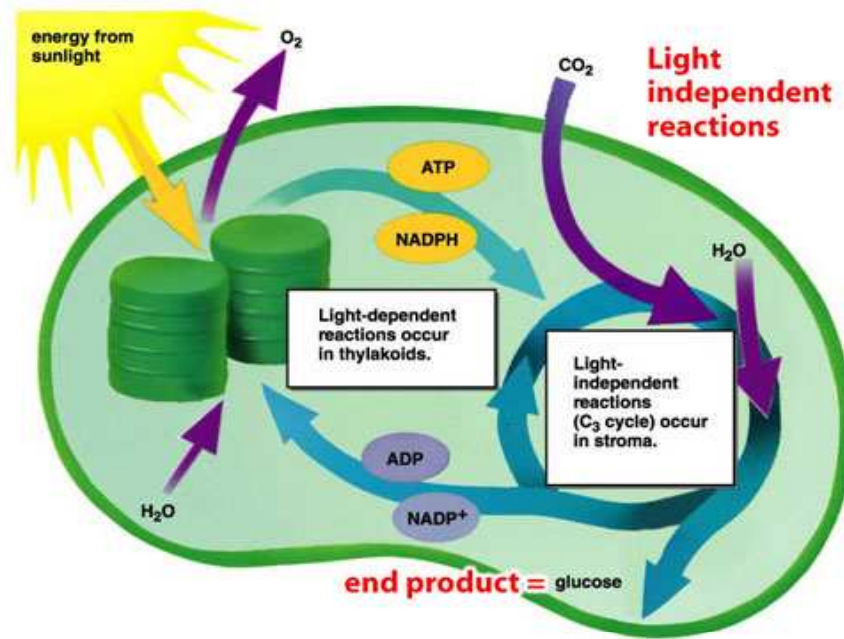 energy from
sunlight
O₂
CO₂
Light
independent
reactions
ATP
NADPH
H₂O
Light-dependent
reactions occur
in thylakoids.
Light-
independent
reactions
(C₃ cycle) occur
in stroma.
ADP
NADP⁺
H₂O
end product = glucose